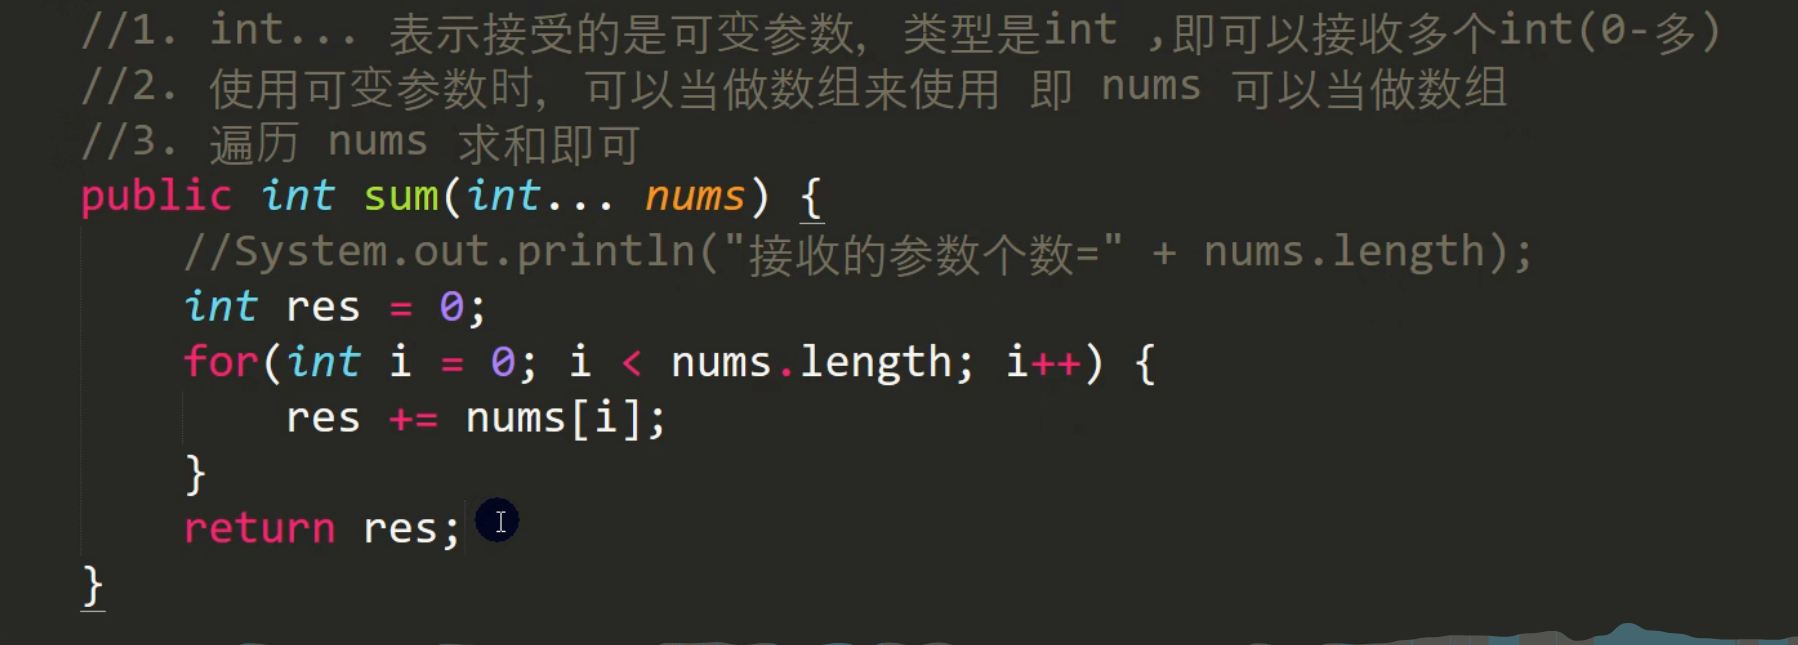 //1. int... 表示接受的是可变参数, 类型是int ,即可以接收多个int(0-多)
//2. 使用可变参数时, 可以当做数组来使用 即 nums 可以当做数组
//3. 遍历 nums 求和即可
public int sum(int... nums) {
//System.out.println("接收的参数个数=" + nums.length);
int res = 0;
for(int i = 0; i < nums.length; i++) {
res += nums[i];
}
return res;
}